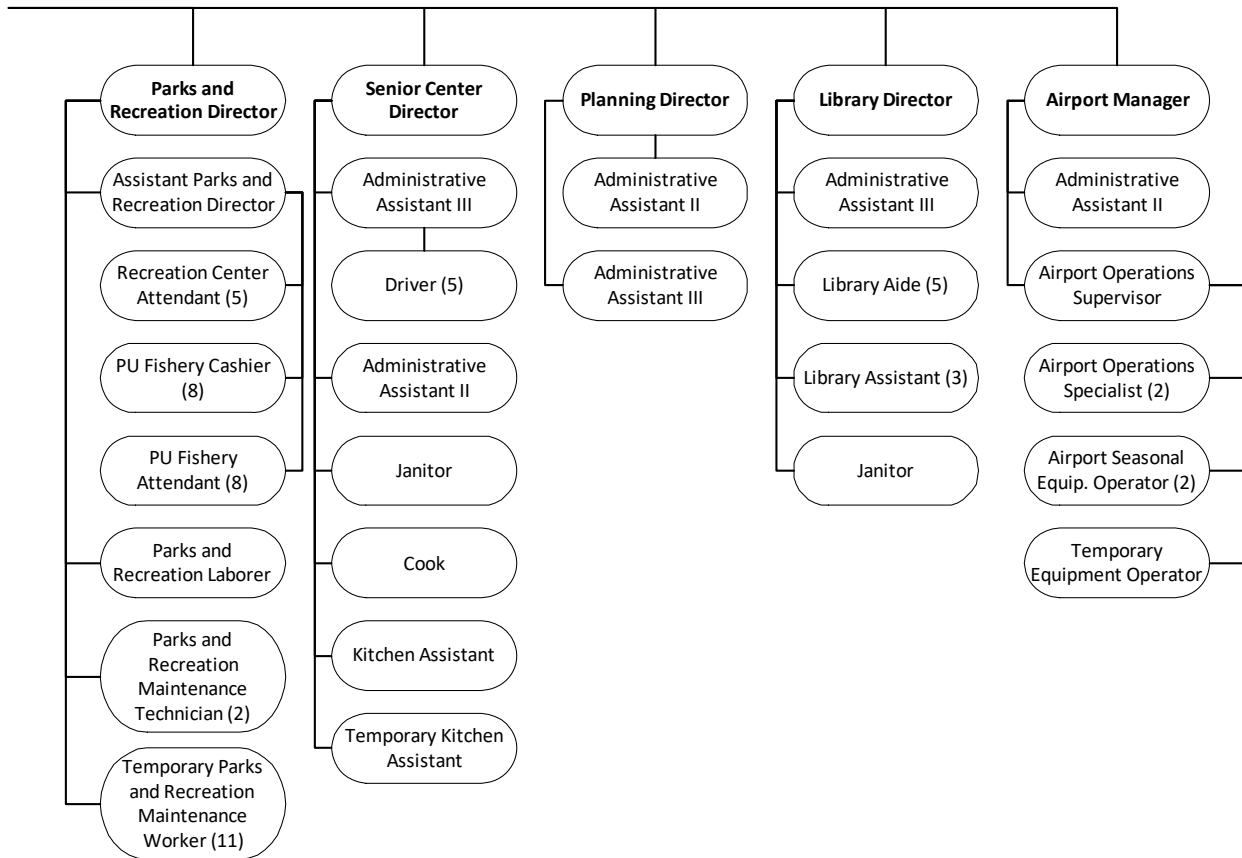 Parks and
Recreation Director
Assistant Parks and
Recreation Director
Recreation Center
Attendant (5)
PU Fishery Cashier
(8)
PU Fishery
Attendant (8)
Parks and
Recreation Laborer
Parks and
Recreation
Maintenance
Technician (2)
Temporary Parks
and Recreation
Maintenance
Worker (11)
Senior Center
Director
Administrative
Assistant III
Driver (5)
Administrative
Assistant II
Janitor
Cook
Kitchen Assistant
Temporary Kitchen
Assistant
Planning Director
Administrative
Assistant II
Administrative
Assistant III
Library Director
Administrative
Assistant III
Library Aide (5)
Library Assistant (3)
Janitor
Airport Manager
Administrative
Assistant II
Airport Operations
Supervisor
Airport Operations
Specialist (2)
Airport Seasonal
Equip. Operator (2)
Temporary
Equipment Operator